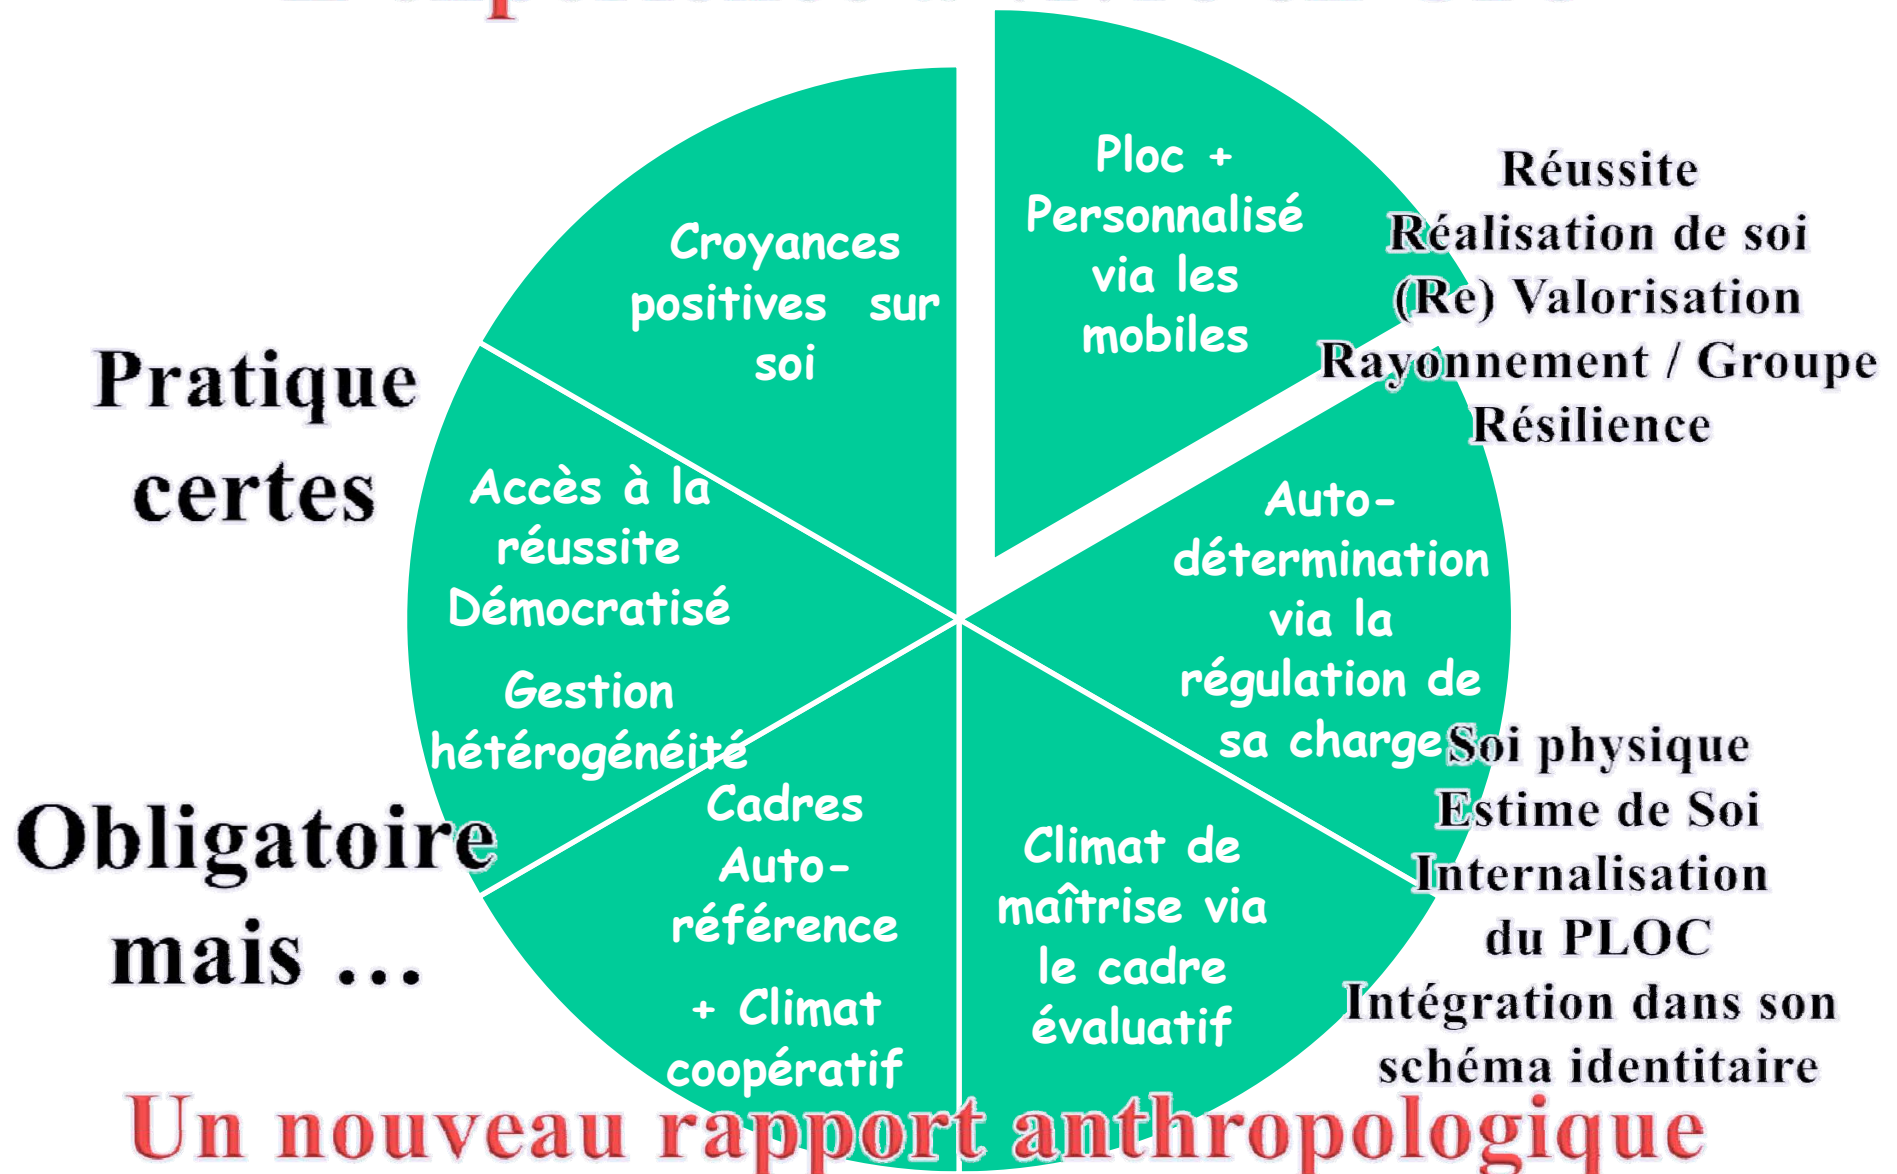 Ploc +
Personnalisé
via les
mobiles
Réussite
Réalisation de soi
(Re) Valorisation
Rayonnement / Groupe
Résilience
Croyances
positives sur
soi
Pratique
certes
Accès à la
réussite
Démocratisé
Gestion
hétérogénéité
Auto-
détermination
via la
régulation de
sa charge
Soi physique
Estime de Soi
Internalisation
du PLOC
Intégration dans son
schéma identitaire
Obligatoire
mais ...
Cadres
Auto-
référence
+ Climat
coopératif
Climat de
maîtrise via
le cadre
évaluatif
Un nouveau rapport anthropologique